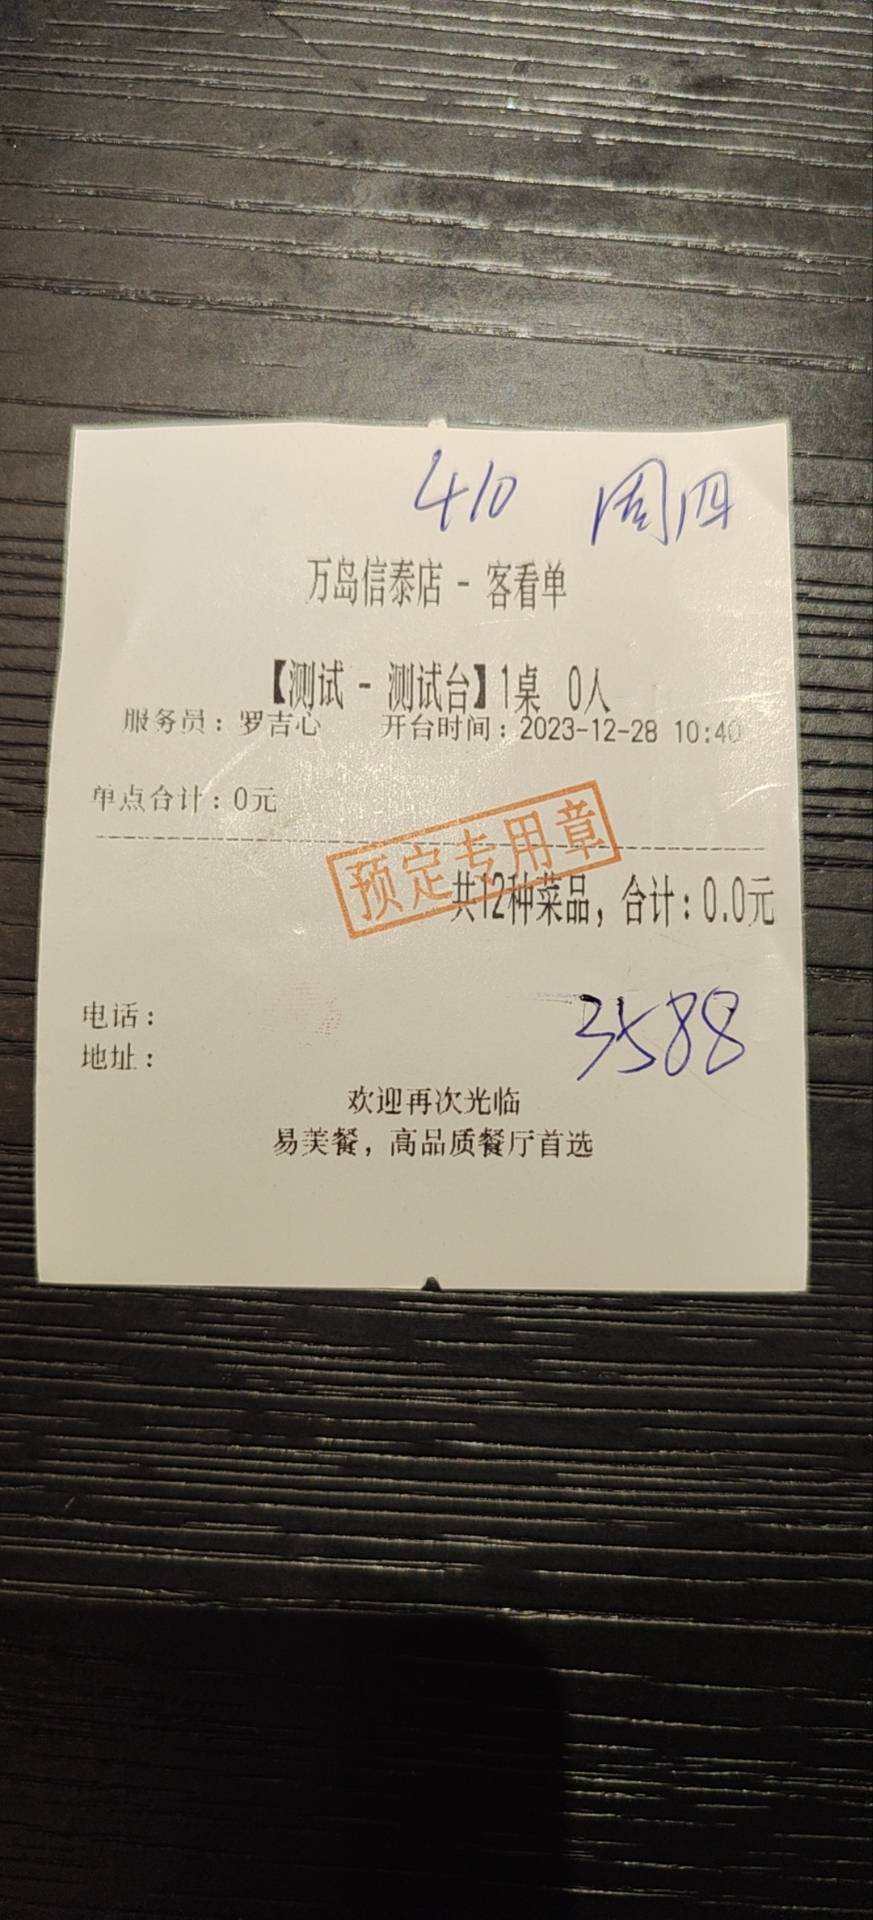 410 周四
万岛信泰店 - 客看单
【测试 - 测试台】1桌 0人
服务员：罗吉心 开台时间：2023-12-28 10:40
单点合计：0元
预定专用章
共12种菜品，合计：0.0元
电话：
3588
地址：
欢迎再次光临
易美餐，高品质餐厅首选